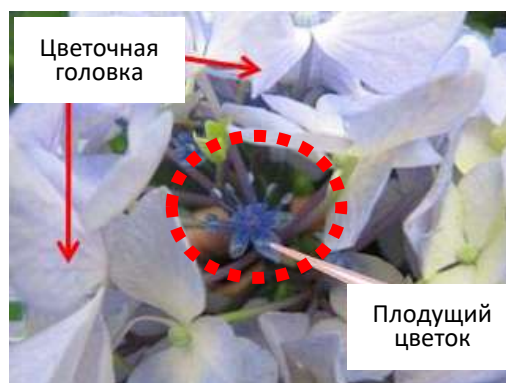 Цветочная
головка
Плодущий
цветок